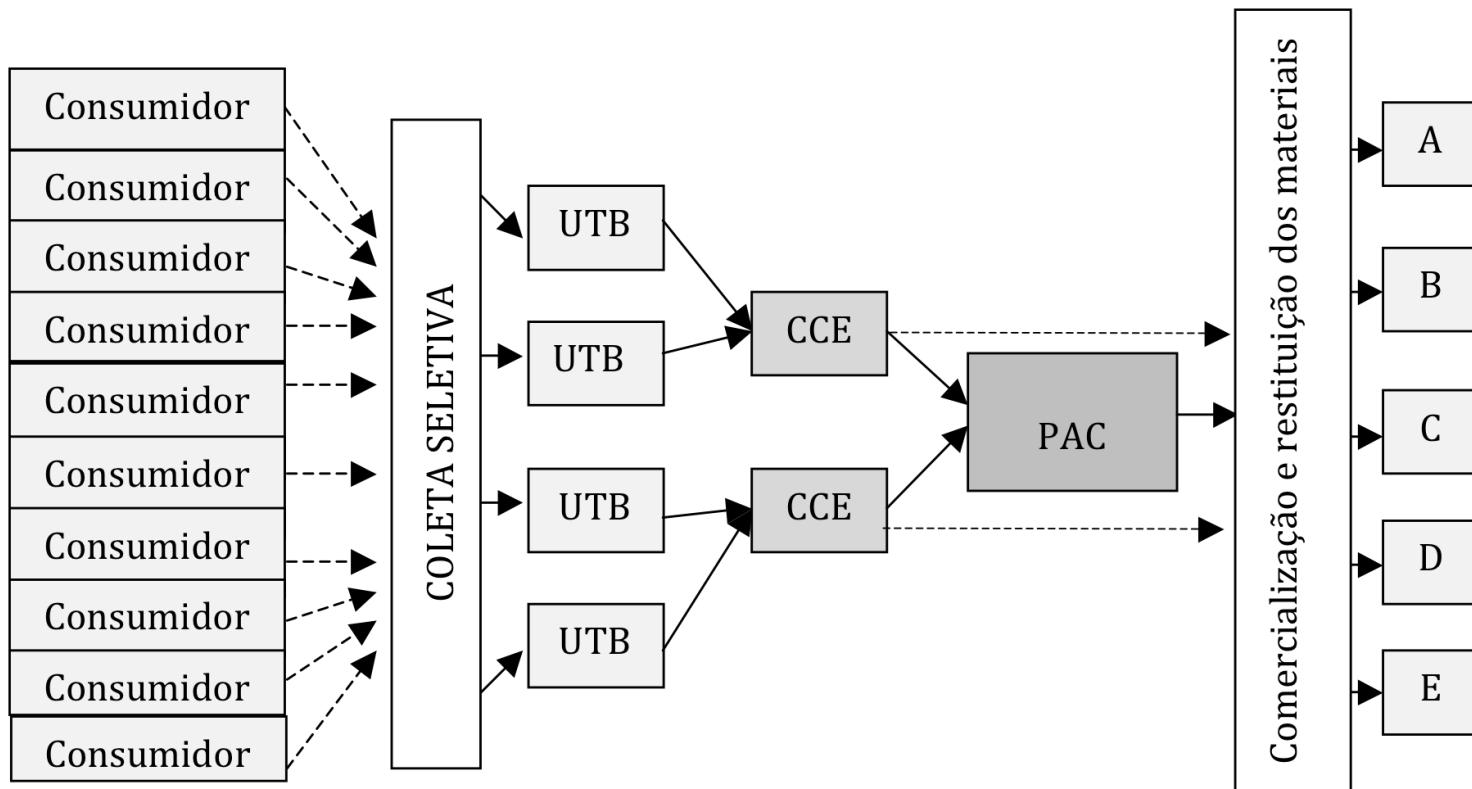 Consumidor
Consumidor
Consumidor
Consumidor
Consumidor
Consumidor
Consumidor
Consumidor
Consumidor
Consumidor
COLETA SELETIVA
UTB
UTB
UTB
UTB
CCE
CCE
PAC
Comercialização e restituição dos materiais
A
B
C
D
E